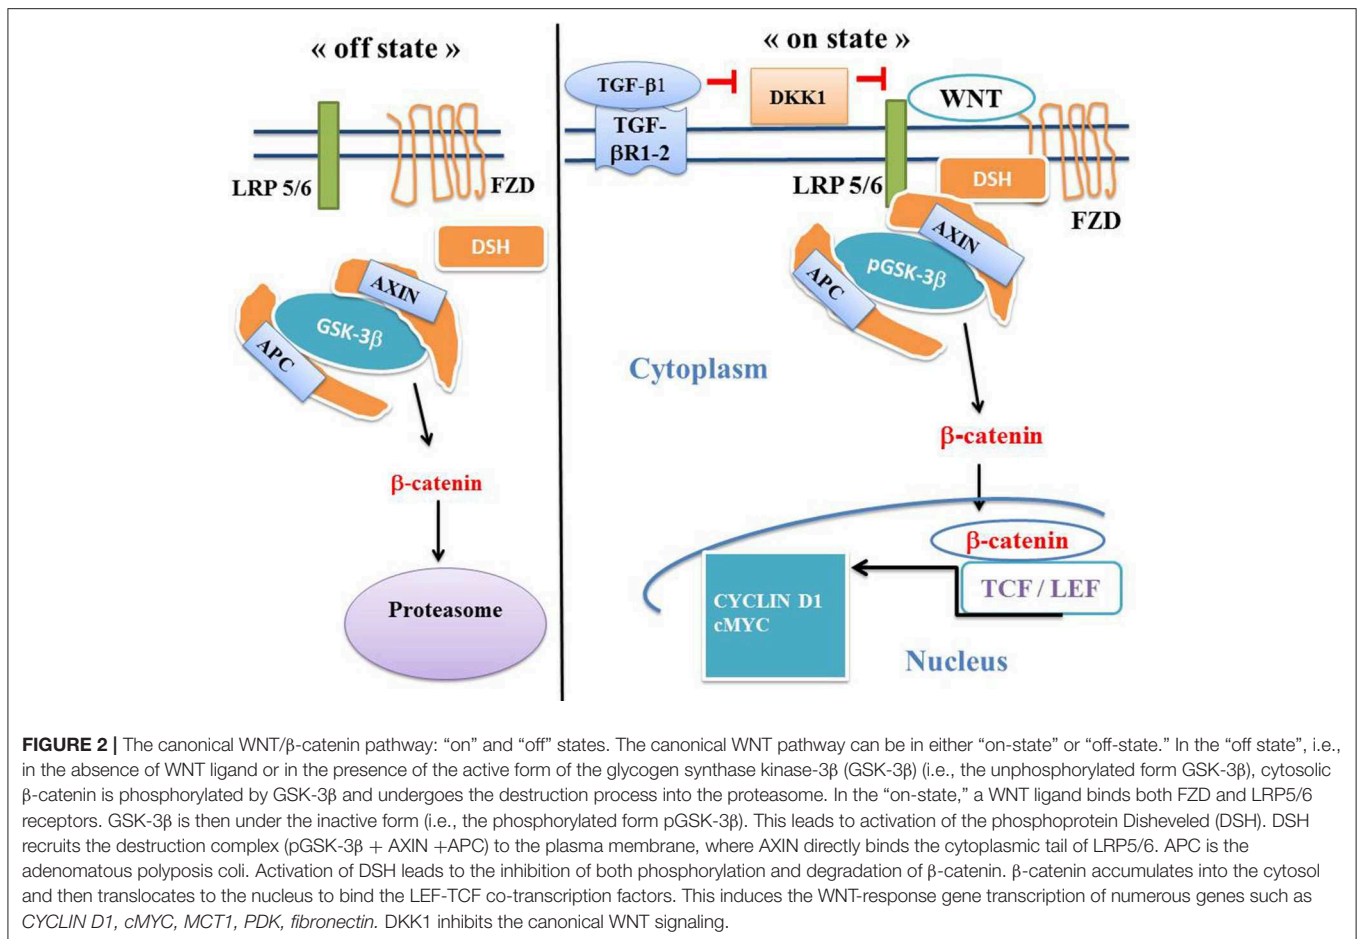 « off state »
LRP 5/6
FZD
DSH
AXIN
GSK-3β
APC
β-catenin
Proteasome
« on state »
TGF-β1
DKK1
WNT
TGF-
βR1-2
LRP 5/6
DSH
FZD
AXIN
pGSK-3β
APC
Cytoplasm
β-catenin
β-catenin
TCF / LEF
CYCLIN D1
cMYC
Nucleus
FIGURE 2 | The canonical WNT/β-catenin pathway: “on” and “off” states. The canonical WNT pathway can be in either “on-state” or “off-state.” In the “off state”, i.e.,
in the absence of WNT ligand or in the presence of the active form of the glycogen synthase kinase-3β (GSK-3β) (i.e., the unphosphorylated form GSK-3β), cytosolic
β-catenin is phosphorylated by GSK-3β and undergoes the destruction process into the proteasome. In the “on-state,” a WNT ligand binds both FZD and LRP5/6
receptors. GSK-3β is then under the inactive form (i.e., the phosphorylated form pGSK-3β). This leads to activation of the phosphoprotein Disheveled (DSH). DSH
recruits the destruction complex (pGSK-3β + AXIN +APC) to the plasma membrane, where AXIN directly binds the cytoplasmic tail of LRP5/6. APC is the
adenomatous polyposis coli. Activation of DSH leads to the inhibition of both phosphorylation and degradation of β-catenin. β-catenin accumulates into the cytosol
and then translocates to the nucleus to bind the LEF-TCF co-transcription factors. This induces the WNT-response gene transcription of numerous genes such as
CYCLIN D1, cMYC, MCT1, PDK, fibronectin. DKK1 inhibits the canonical WNT signaling.